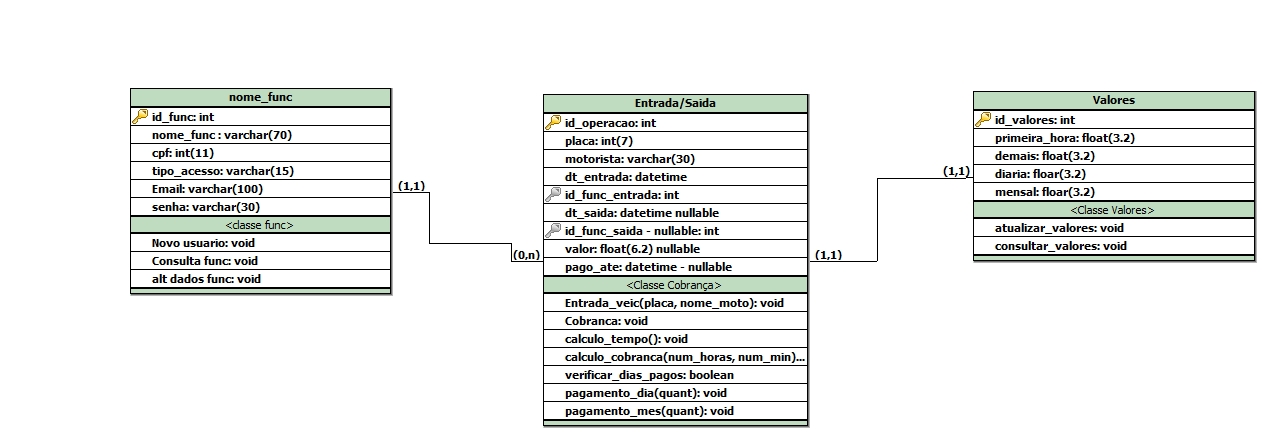 nome_func
id_func: int
nome_func : varchar(70)
cpf: int(11)
tipo_acesso: varchar(15)
Email: varchar(100)
senha: varchar(30)
<classe func>
Novo usuario: void
Consulta func: void
alt dados func: void
(1,1)
(0,n)
Entrada/Saida
id_operacao: int
placa: int(7)
motorista: varchar(30)
dt_entrada: datetime
id_func_entrada: int
dt_saida: datetime nullable
id_func_saida - nullable: int
valor: float(6.2) nullable
pago_ate: datetime - nullable
<Classe Cobrança>
Entrada_veic(placa, nome_moto): void
Cobranca: void
calculo_tempo(): void
calculo_cobranca(num_horas, num_min)...
verificar_dias_pagos: boolean
pagamento_dia(quant): void
pagamento_mes(quant): void
(1,1)
(1,1)
Valores
id_valores: int
primeira_hora: float(3.2)
demais: float(3.2)
diaria: floar(3.2)
mensal: floar(3.2)
<Classe Valores>
atualizar_valores: void
consultar_valores: void